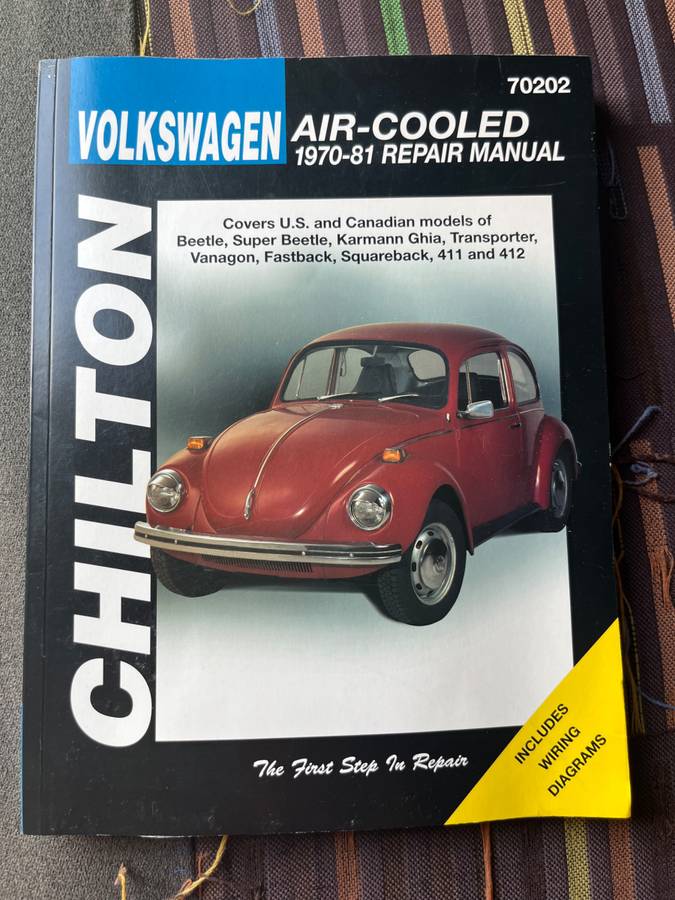 70202
VOLKSWAGEN
AIR-COOLED
1970-81 REPAIR MANUAL
CHILTON
Covers U.S. and Canadian models of
Beetle, Super Beetle, Karmann Ghia, Transporter,
Vanagon, Fastback, Squareback, 411 and 412
The First Step In Repair
INCLUDES
WIRING
DIAGRAMS